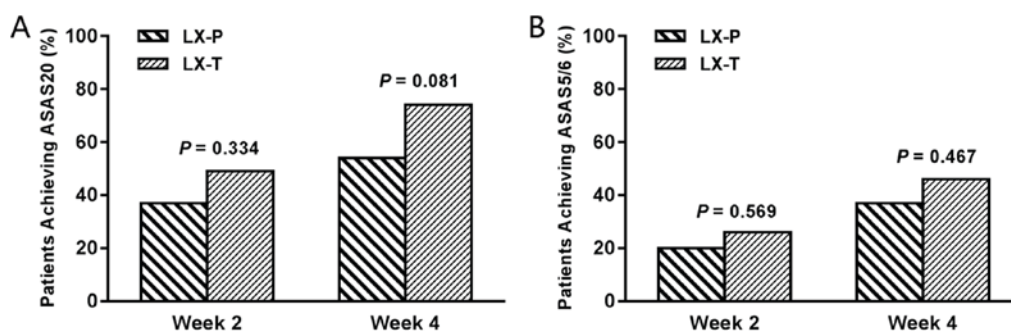 A
Patients Achieving ASAS20 (%)
100
80
60
40
20
0
LX-P
LX-T
P = 0.334
P = 0.081
Week 2
Week 4
B
Patients Achieving ASAS5/6 (%)
100
80
60
40
20
0
LX-P
LX-T
P = 0.569
P = 0.467
Week 2
Week 4